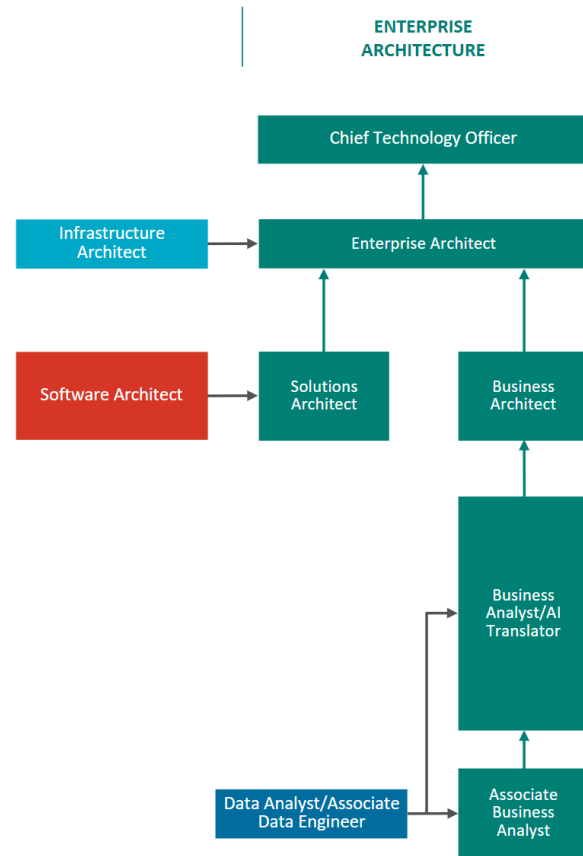 ENTERPRISE
ARCHITECTURE
Chief Technology Officer
Infrastructure
Architect
Enterprise Architect
Software Architect
Solutions
Architect
Business
Architect
Business
Analyst/AI
Translator
Data Analyst/Associate
Data Engineer
Associate
Business
Analyst